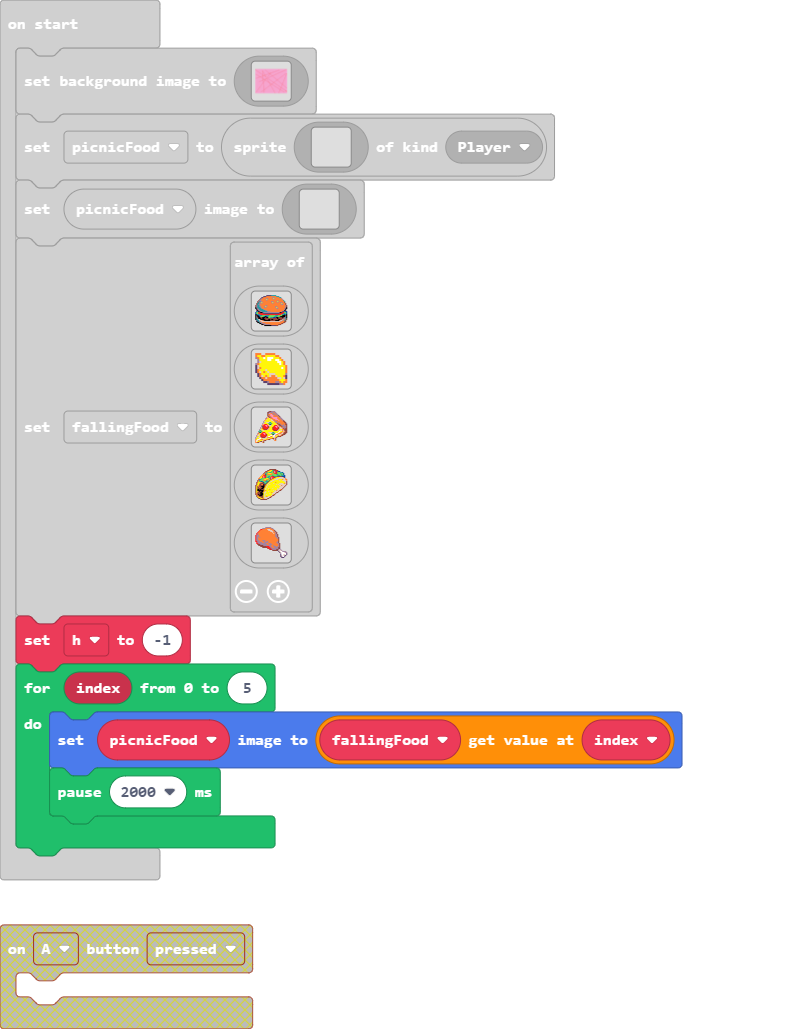 on start
set background image to
set picnicFood to sprite of kind Player
set picnicFood image to
array of
set fallingFood to
set h to -1
for index from 0 to 5
do
set picnicFood image to fallingFood get value at index
pause 2000 ms
on A button pressed